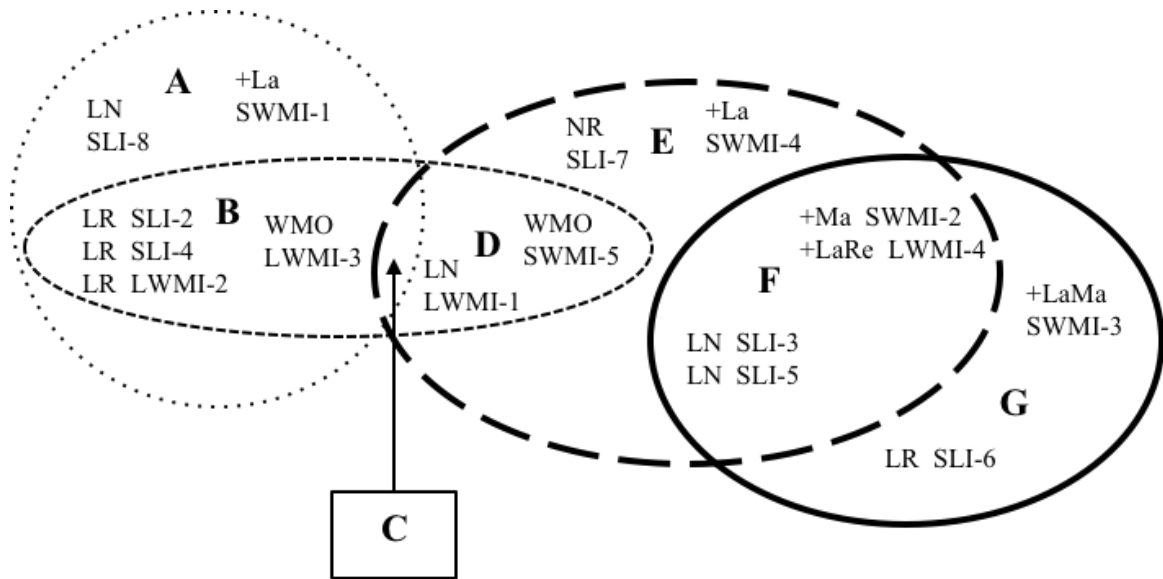 A
LN
SLI-8
+La
SWMI-1
B
LR SLI-2
LR SLI-4
LR LWMI-2
WMO
LWMI-3
C
D
LN
LWMI-1
WMO
SWMI-5
E
NR
SLI-7
+La
SWMI-4
F
+Ma SWMI-2
+LaRe LWMI-4
LN SLI-3
LN SLI-5
G
+LaMa
SWMI-3
LR SLI-6